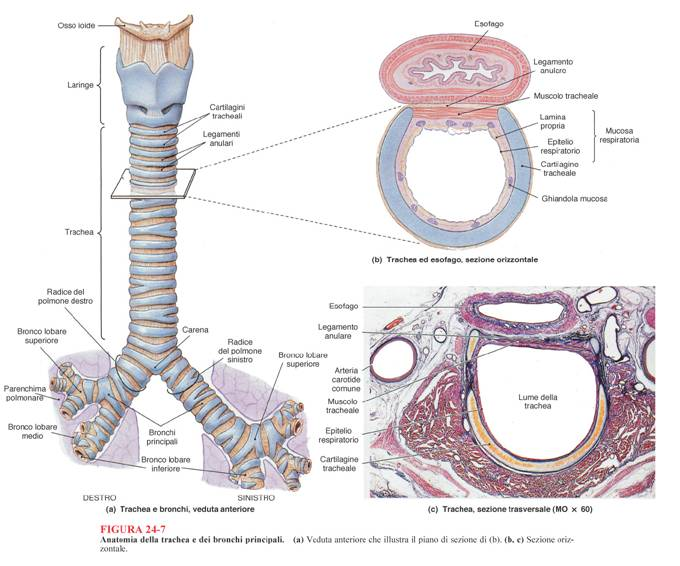 Osso ioide
Laringe
Cartilagini
tracheali
Legamenti
anulari
Trachea
Radice del
polmone destro
Carena
Bronco lobare
superiore
Radice
del polmone
sinistro
Bronco lobare
superiore
Parenchima
polmonare
Bronco lobare
medio
Bronchi
principali
Bronco lobare
inferiore
DESTRO
SINISTRO
(a) Trachea e bronchi, veduta anteriore
Esofago
Legamento
anulare
Muscolo tracheale
Lamina
propria
Mucosa
respiratoria
Epitelio
respiratorio
Cartilagine
tracheale
Ghiandola mucosa
(b) Trachea ed esofago, sezione orizzontale
Esofago
Legamento
anulare
Arteria
carotide
comune
Muscolo
tracheale
Lume della
trachea
Epitelio
respiratorio
Cartilagine
tracheale
(c) Trachea, sezione trasversale (MO × 60)
FIGURA 24-7
Anatomia della trachea e dei bronchi principali. (a) Veduta anteriore che illustra il piano di sezione di (b). (b, c) Sezione oriz-
zontale.